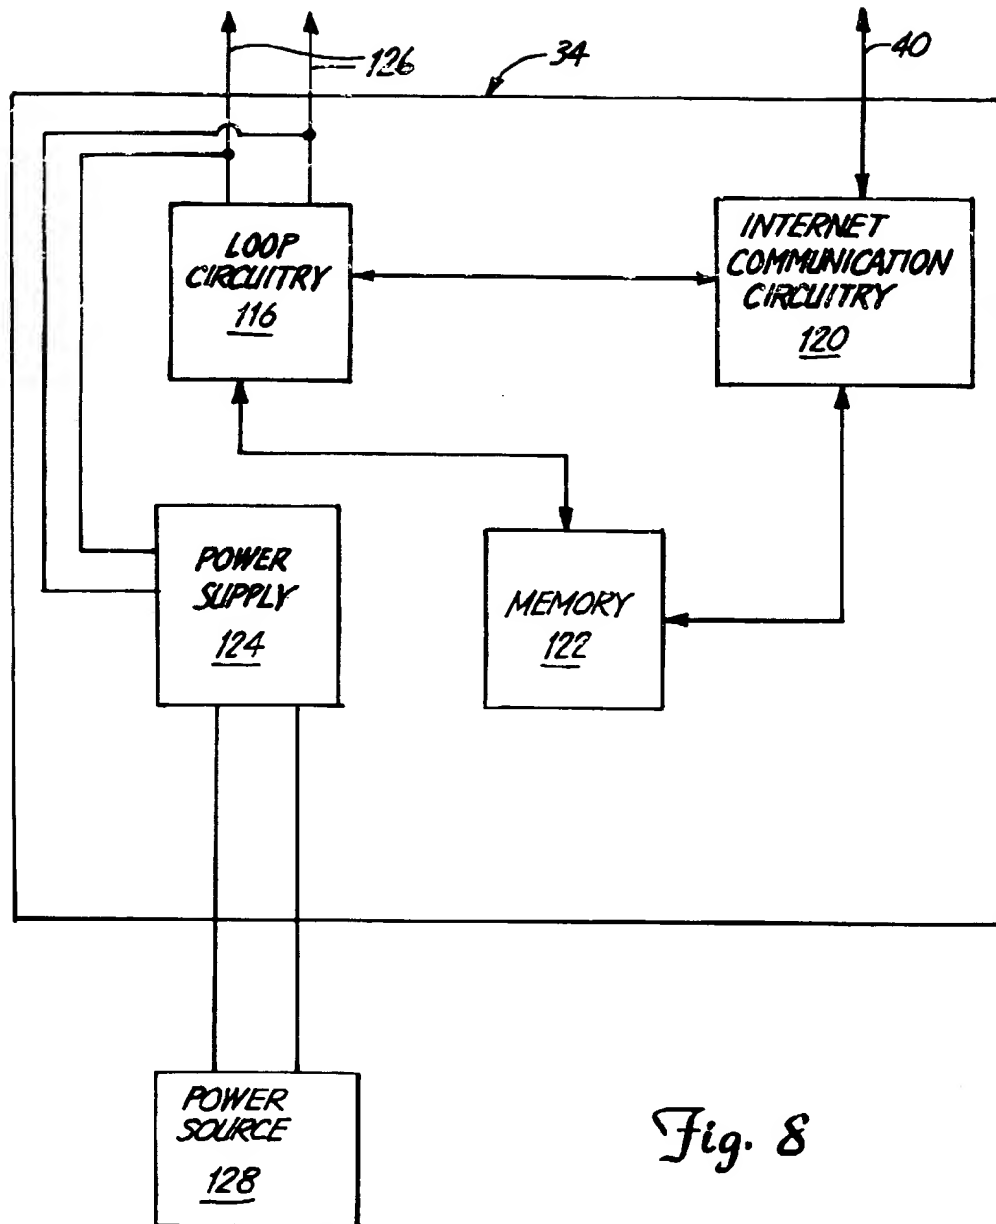 126
34
40
LOOP
CIRCUITRY
116
INTERNET
COMMUNICATION
CIRCUITRY
120
POWER
SUPPLY
124
MEMORY
122
POWER
SOURCE
128
Fig. 8